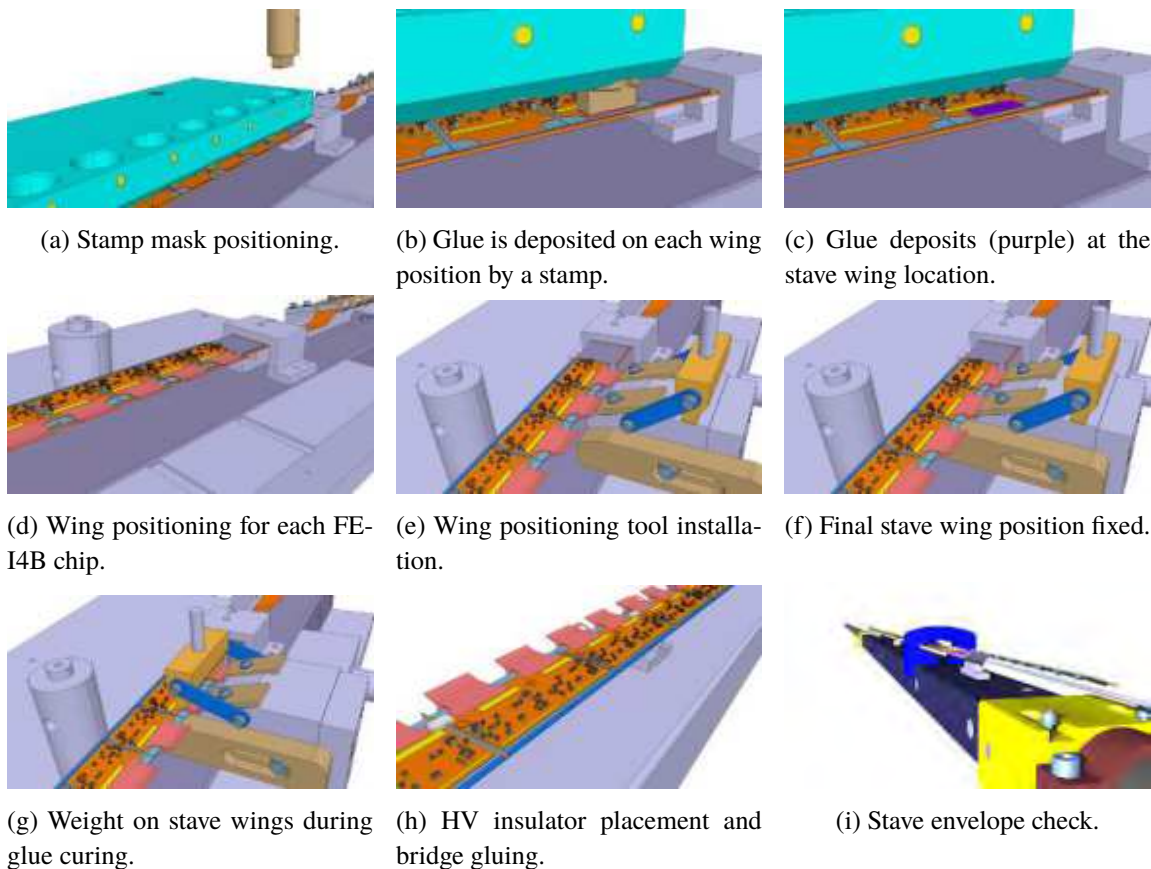 (a) Stamp mask positioning.
(b) Glue is deposited on each wing
position by a stamp.
(c) Glue deposits (purple) at the
stave wing location.
(d) Wing positioning for each FE-
I4B chip.
(e) Wing positioning tool installa-
tion.
(f) Final stave wing position fixed.
(g) Weight on stave wings during
glue curing.
(h) HV insulator placement and
bridge gluing.
(i) Stave envelope check.